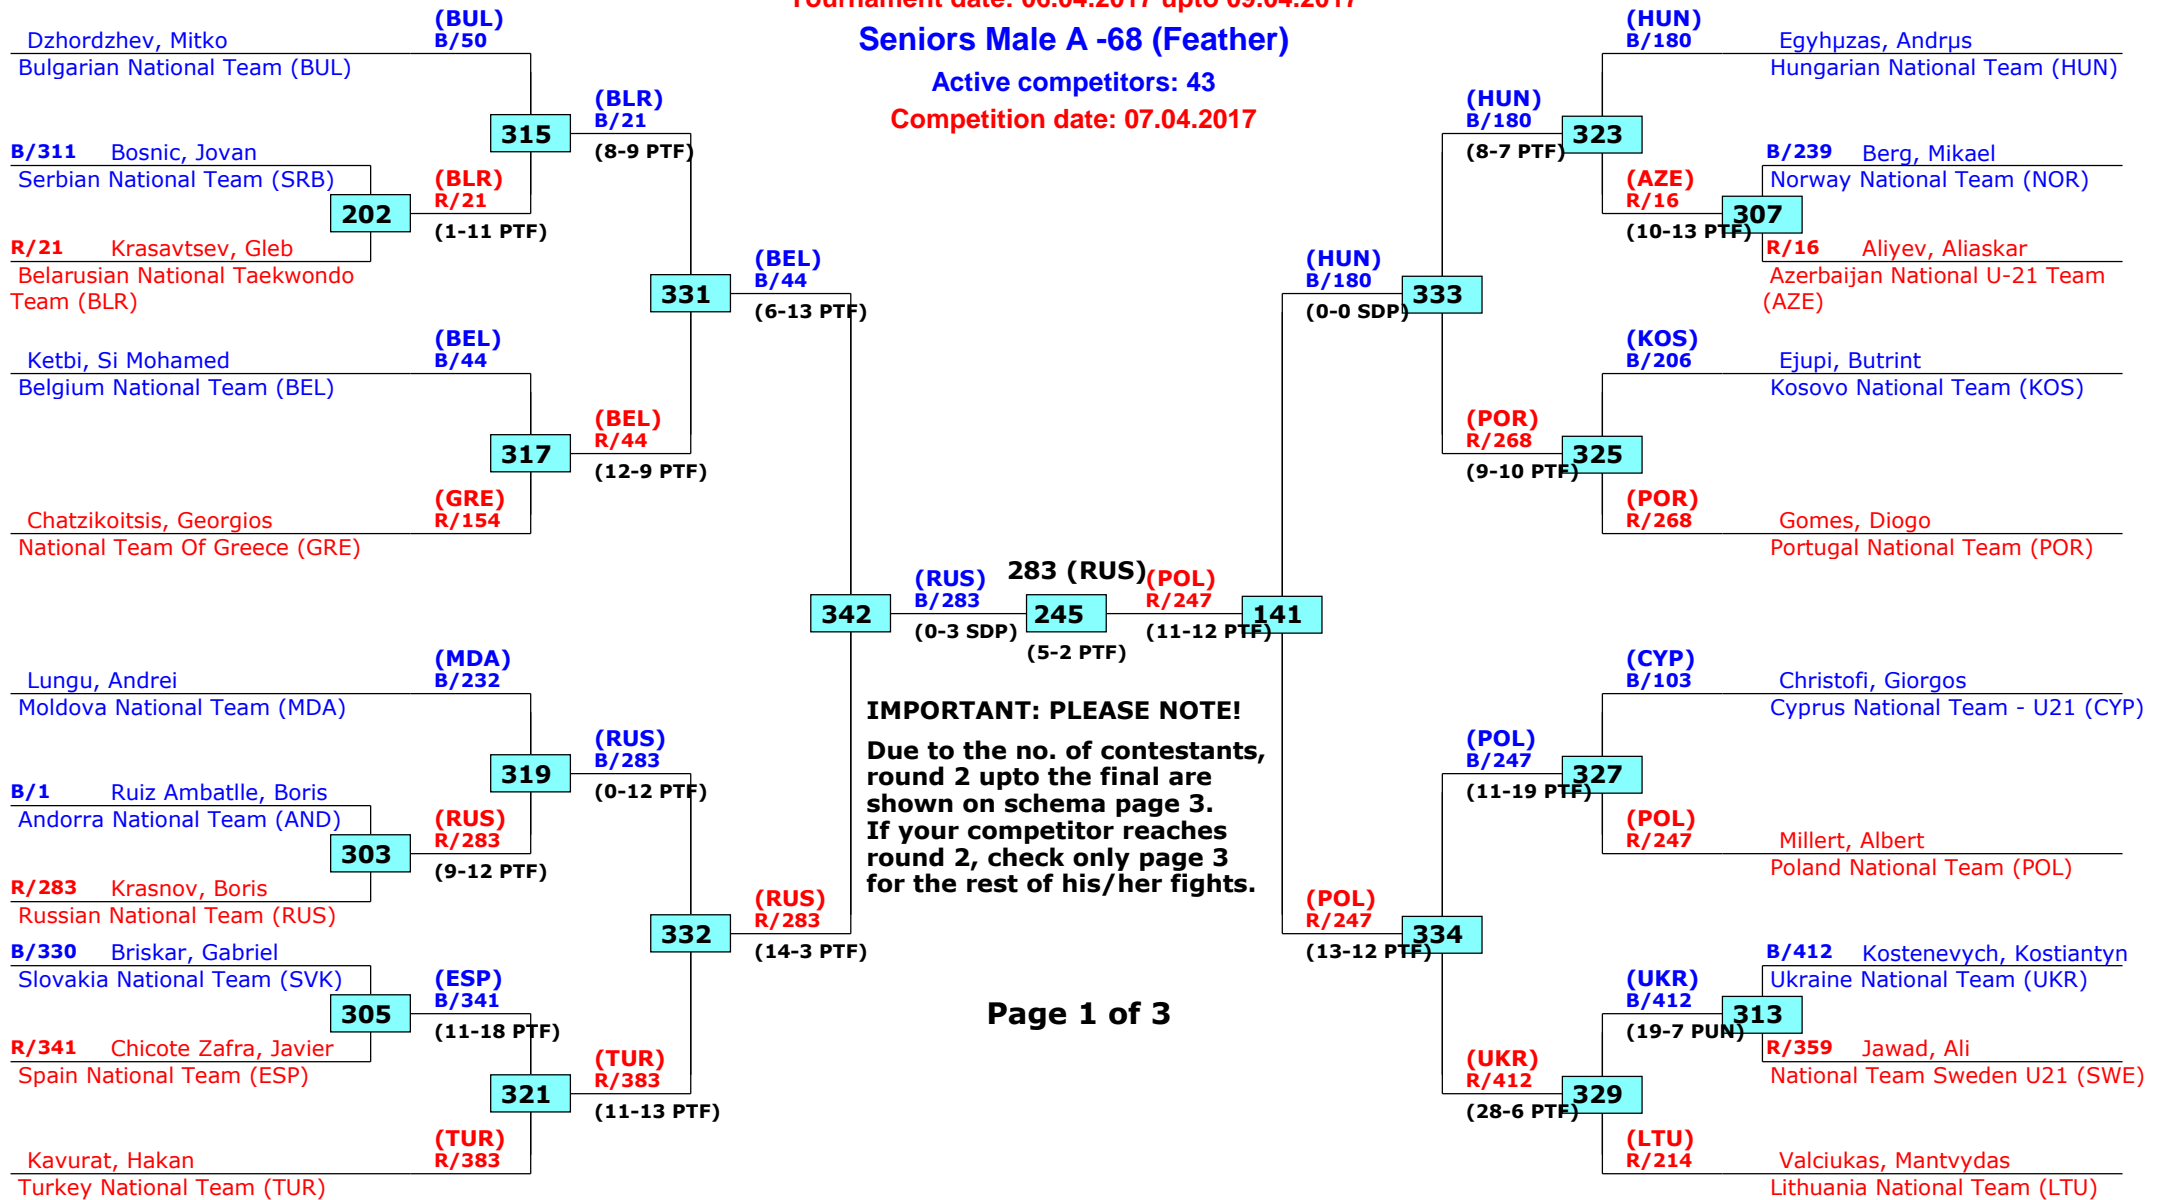 Tournament date: 06.04.2017 upto 09.04.2017
Seniors Male A -68 (Feather)
Active competitors: 43
Competition date: 07.04.2017
(BUL)
B/50
Dzhordzhev, Mitko
Bulgarian National Team (BUL)
315
(BLR)
B/21
(8-9 PTF)
B/311 Bosnic, Jovan
Serbian National Team (SRB)
202
(BLR)
R/21
(1-11 PTF)
R/21 Krasavtsev, Gleb
Belarusian National Taekwondo
Team (BLR)
331
(BEL)
B/44
(6-13 PTF)
(BEL)
B/44
Ketbi, Si Mohamed
Belgium National Team (BEL)
317
(BEL)
R/44
(12-9 PTF)
(GRE)
R/154
Chatzikoitsis, Georgios
National Team Of Greece (GRE)
342
(RUS)
B/283
(0-3 SDP)
283 (RUS)
245
(5-2 PTF)
(POL)
R/247
(11-12 PTF)
141
(MDA)
B/232
Lungu, Andrei
Moldova National Team (MDA)
319
(RUS)
B/283
(0-12 PTF)
B/1 Ruiz Ambatlle, Boris
Andorra National Team (AND)
303
(RUS)
R/283
(9-12 PTF)
R/283 Krasnov, Boris
Russian National Team (RUS)
332
(RUS)
R/283
(14-3 PTF)
B/330 Briskar, Gabriel
Slovakia National Team (SVK)
305
(ESP)
B/341
(11-18 PTF)
R/341 Chicote Zafra, Javier
Spain National Team (ESP)
321
(TUR)
R/383
(11-13 PTF)
(TUR)
R/383
Kavurat, Hakan
Turkey National Team (TUR)
IMPORTANT: PLEASE NOTE!
Due to the no. of contestants,
round 2 upto the final are
shown on schema page 3.
If your competitor reaches
round 2, check only page 3
for the rest of his/her fights.
Page 1 of 3
(HUN)
B/180
Egyhµzas, Andrµs
Hungarian National Team (HUN)
(HUN)
B/180
(8-7 PTF)
323
B/239 Berg, Mikael
Norway National Team (NOR)
(AZE)
R/16
(10-13 PTF)
307
R/16 Aliyev, Aliaskar
Azerbaijan National U-21 Team
(AZE)
(HUN)
B/180
(0-0 SDP)
333
(KOS)
B/206
Ejupi, Butrint
Kosovo National Team (KOS)
(POR)
R/268
(9-10 PTF)
325
(POR)
R/268
Gomes, Diogo
Portugal National Team (POR)
(CYP)
B/103
Christofi, Giorgos
Cyprus National Team - U21 (CYP)
(POL)
B/247
(11-19 PTF)
327
(POL)
R/247
Millert, Albert
Poland National Team (POL)
(POL)
R/247
(13-12 PTF)
334
B/412 Kostenevych, Kostiantyn
Ukraine National Team (UKR)
(UKR)
B/412
(19-7 PUN)
313
R/359 Jawad, Ali
National Team Sweden U21 (SWE)
(UKR)
R/412
(28-6 PTF)
329
(LTU)
R/214
Valciukas, Mantvydas
Lithuania National Team (LTU)